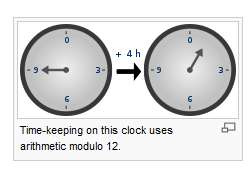 0
9 3
6
+ 4 h
0
9 3
6
Time-keeping on this clock uses
arithmetic modulo 12.